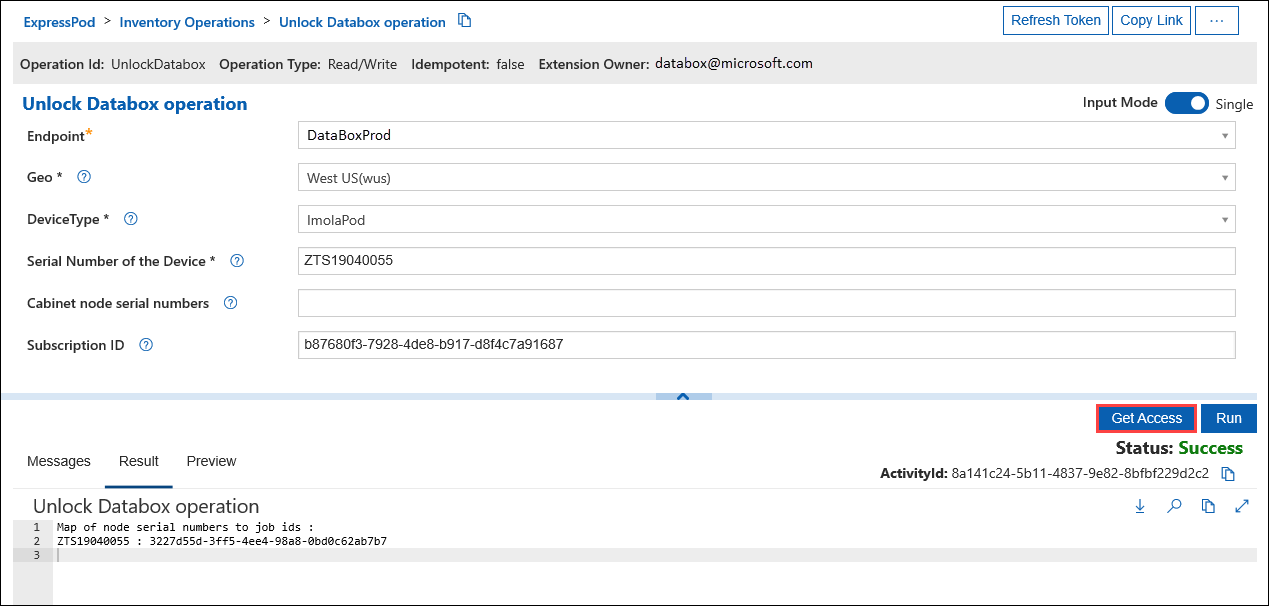 ExpressPod > Inventory Operations > Unlock Databox operation
Refresh Token Copy Link ...
Operation Id: UnlockDatabox Operation Type: Read/Write Idempotent: false Extension Owner: databox@microsoft.com
Unlock Databox operation
Input Mode Single
Endpoint* DataBoxProd
Geo * West US(wus)
DeviceType * ImolaPod
Serial Number of the Device * ZTS19040055
Cabinet node serial numbers
Subscription ID b87680f3-7928-4de8-b917-d8f4c7a91687
Get Access Run
Status: Success
Messages Result Preview
ActivityId: 8a141c24-5b11-4837-9e82-8bfbf229d2c2
Unlock Databox operation
1 Map of node serial numbers to job ids :
2 ZTS19040055 : 3227d55d-3ff5-4ee4-98a8-0bd0c62ab7b7
3